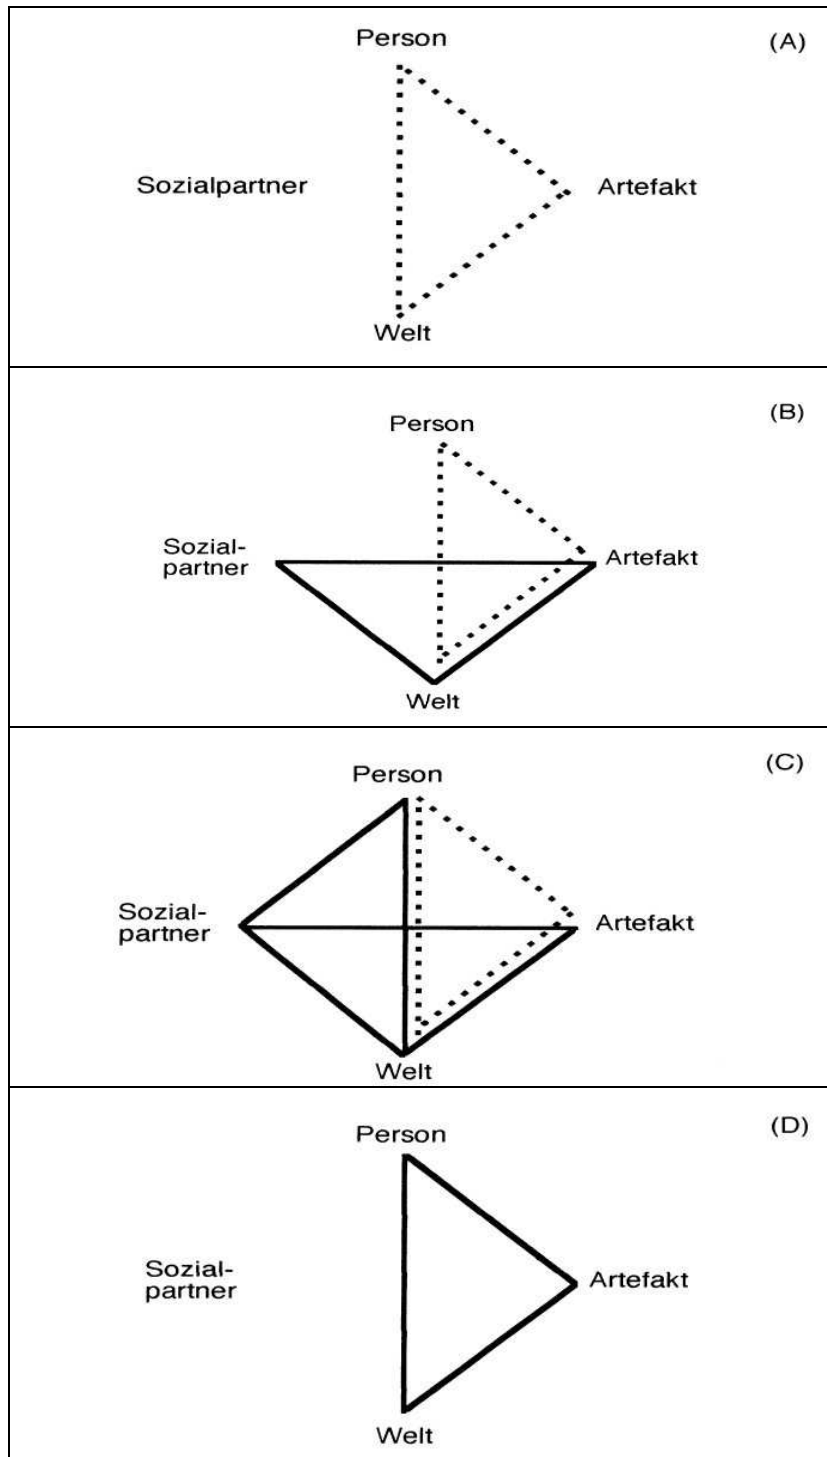 Person
(A)
Sozialpartner
Artefakt
Welt
(B)
Person
Sozial-
partner
Artefakt
Welt
(C)
Person
Sozial-
partner
Artefakt
Welt
(D)
Person
Sozial-
partner
Artefakt
Welt